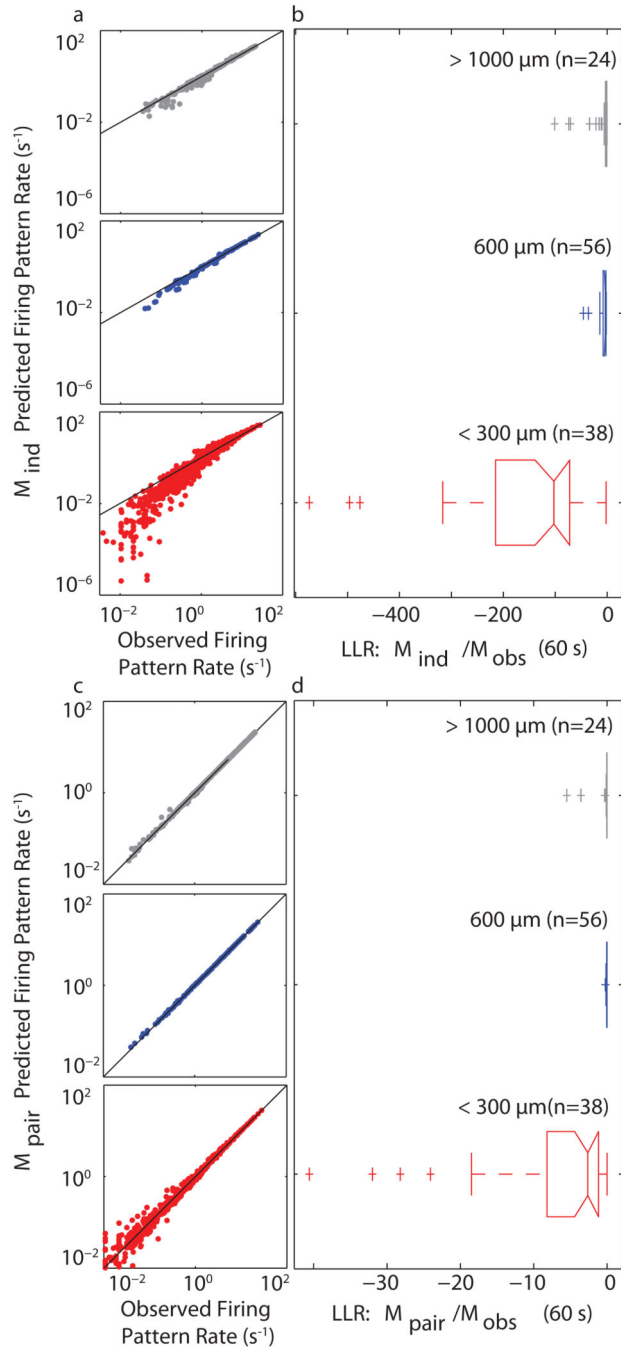 a
b
10²
10⁻²
10⁻⁶
> 1000 µm (n=24)
10²
10⁻²
10⁻⁶
600 µm (n=56)
10²
10⁻²
10⁻⁶
< 300 µm (n=38)
M ind Predicted Firing Pattern Rate (s⁻¹)
10⁻² 10⁰ 10²
Observed Firing
Pattern Rate (s⁻¹)
−400 −200 0
LLR: M ind /M obs (60 s)
c
d
10²
10⁰
10⁻²
> 1000 µm (n=24)
10²
10⁰
10⁻²
600 µm (n=56)
10²
10⁰
10⁻²
< 300 µm(n=38)
M pair Predicted Firing Pattern Rate (s⁻¹)
10⁻² 10⁰ 10²
Observed Firing
Pattern Rate (s⁻¹)
−30 −20 −10 0
LLR: M pair /M obs (60 s)